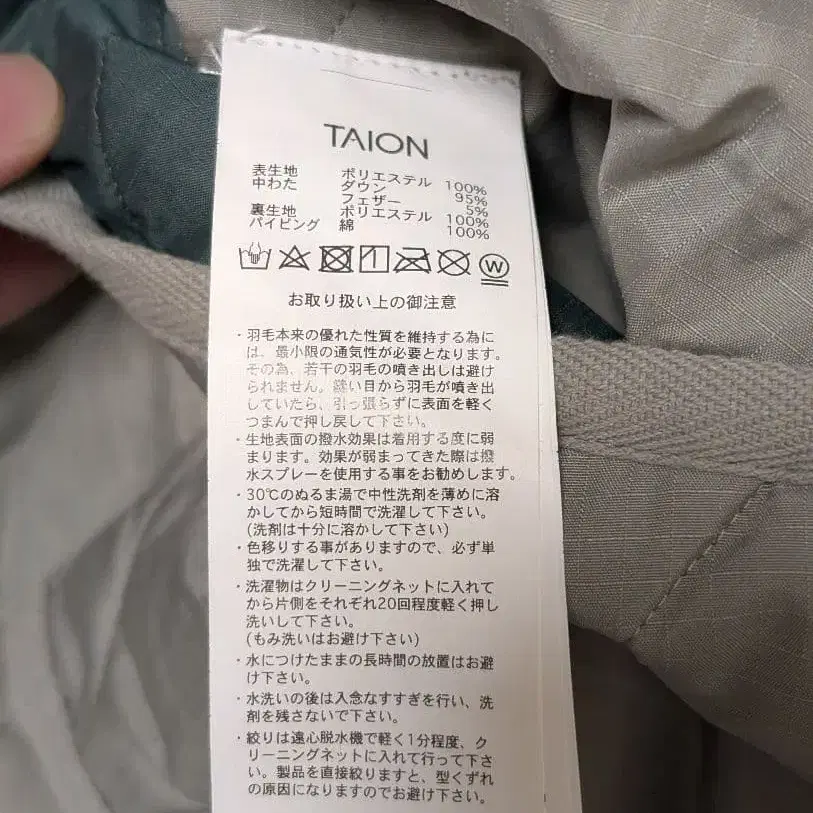 TAION
表生地 ポリエステル 100%
中わた ダウン 95%
フェザー 5%
裏生地 ポリエステル 100%
パイピング 綿 100%
W
お取り扱い上の御注意
・羽毛本来の優れた性質を維持する為に
は、最小限の通気性が必要となります。
その為、若干の羽毛の噴き出しは避け
られません。縫い目から羽毛が噴き出
していたら、引っ張らずに表面を軽く
つまんで押し戻して下さい。
・生地表面の撥水効果は着用する度に弱
まります。効果が弱まってきた際は撥
水スプレーを使用する事をお勧めします。
・30℃のぬるま湯で中性洗剤を薄めに溶
かしてから短時間で洗濯して下さい。
(洗剤は十分に溶かして下さい)
・色移りする事がありますので、必ず単
独で洗濯して下さい。
・洗濯物はクリーニングネットに入れて
から片側をそれぞれ20回程度軽く押し
洗いして下さい。
(もみ洗いはお避け下さい)
・水につけたままの長時間の放置はお避
け下さい。
・水洗いの後は入念なすすぎを行い、洗
剤を残さないで下さい。
・絞りは遠心脱水機で軽く1分程度、ク
リーニングネットに入れて行って下さ
い。製品を直接絞りますと、型くずれ
の原因になりますのでお避け下さい。